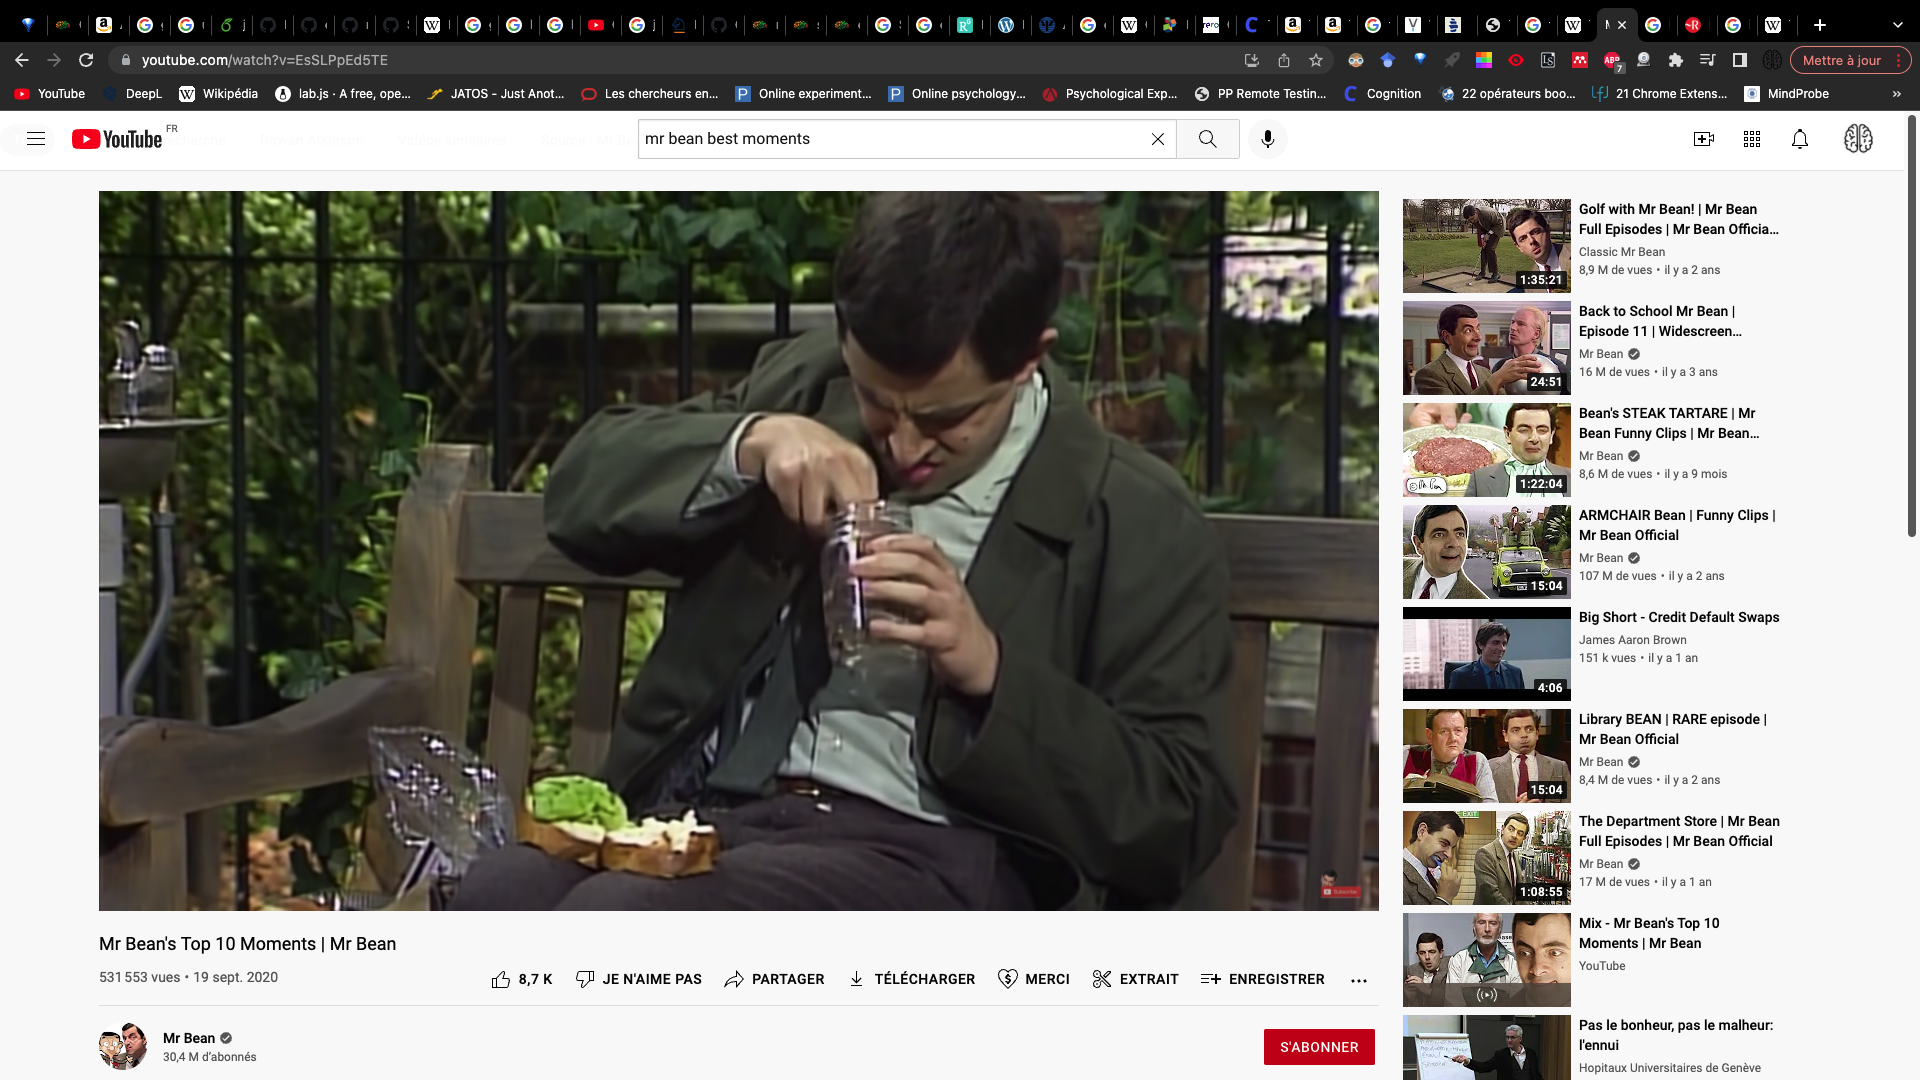 youtube.com/watch?v=EsSLPpEd5TE
Mettre à jour
YouTube
DeepL
Wikipédia
lab.js · A free, ope...
JATOS - Just Anot...
Les chercheurs en...
Online experiment...
Online psychology...
Psychological Exp...
PP Remote Testin...
Cognition
22 opérateurs boo...
21 Chrome Extens...
MindProbe
»
YouTube FR
mr bean best moments
Mr Bean's Top 10 Moments | Mr Bean
531 553 vues • 19 sept. 2020
8,7 K
JE N'AIME PAS
PARTAGER
TÉLÉCHARGER
MERCI
EXTRAIT
ENREGISTRER
Mr Bean
30,4 M d'abonnés
S'ABONNER
1:35:21
Golf with Mr Bean! | Mr Bean
Full Episodes | Mr Bean Officia...
Classic Mr Bean
8,9 M de vues • il y a 2 ans
24:51
Back to School Mr Bean |
Episode 11 | Widescreen...
Mr Bean
16 M de vues • il y a 3 ans
1:22:04
Bean's STEAK TARTARE | Mr
Bean Funny Clips | Mr Bean...
Mr Bean
8,6 M de vues • il y a 9 mois
15:04
ARMCHAIR Bean | Funny Clips |
Mr Bean Official
Mr Bean
107 M de vues • il y a 2 ans
4:06
Big Short - Credit Default Swaps
James Aaron Brown
151 k vues • il y a 1 an
15:04
Library BEAN | RARE episode |
Mr Bean Official
Mr Bean
8,4 M de vues • il y a 2 ans
EXIT
1:08:55
The Department Store | Mr Bean
Full Episodes | Mr Bean Official
Mr Bean
17 M de vues • il y a 1 an
Mix - Mr Bean's Top 10
Moments | Mr Bean
YouTube
Pas le bonheur, pas le malheur:
l'ennui
Hopitaux Universitaires de Genève